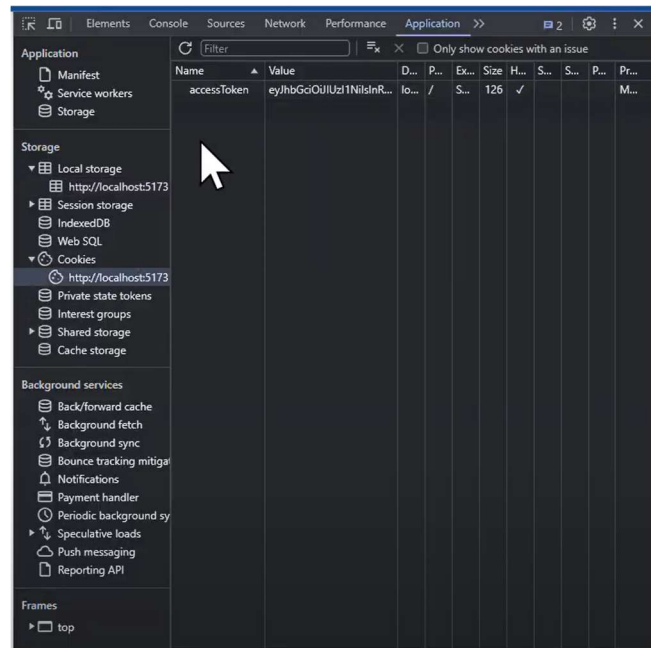 Elements Console Sources Network Performance Application 2
Application
Manifest
Service workers
Storage
Storage
Local storage
http://localhost:5173
Session storage
IndexedDB
Web SQL
Cookies
http://localhost:5173
Private state tokens
Interest groups
Shared storage
Cache storage
Background services
Back/forward cache
Background fetch
Background sync
Bounce tracking mitigat
Notifications
Payment handler
Periodic background sy
Speculative loads
Push messaging
Reporting API
Frames
top
Filter Only show cookies with an issue
Name Value D... P... Ex... Size H... S... S... P... Pr...
accessToken eyJhbGciOiJIUzI1NiIsInR... lo... / S... 126 ✓ M...